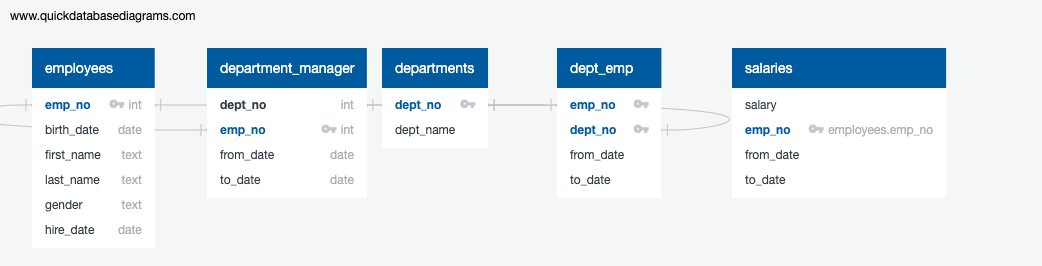 www.quickdatabasediagrams.com
employees
emp_no int
birth_date date
first_name text
last_name text
gender text
hire_date date
department_manager
dept_no int
emp_no int
from_date date
to_date date
departments
dept_no
dept_name
dept_emp
emp_no
dept_no
from_date
to_date
salaries
salary
emp_no employees.emp_no
from_date
to_date